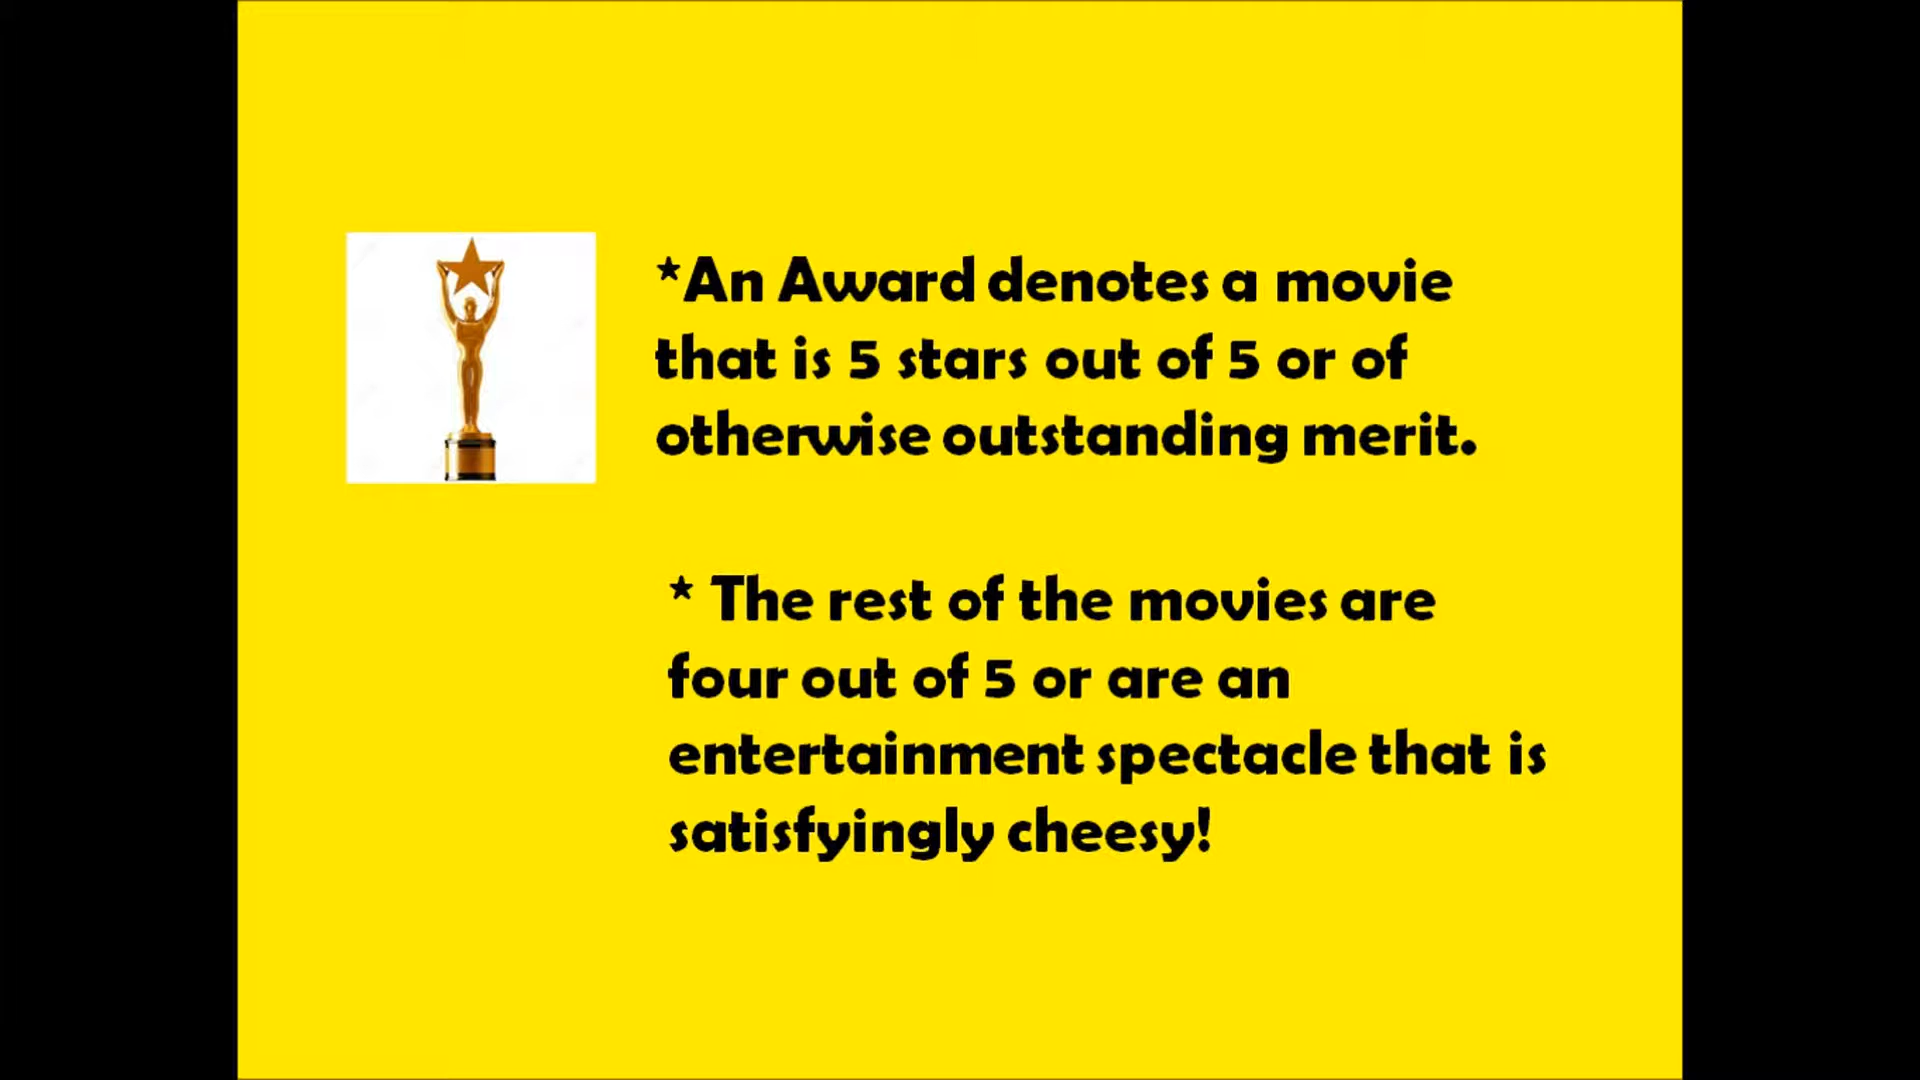 *An Award denotes a movie
that is 5 stars out of 5 or of
otherwise outstanding merit.
* The rest of the movies are
four out of 5 or are an
entertainment spectacle that is
satisfyingly cheesy!